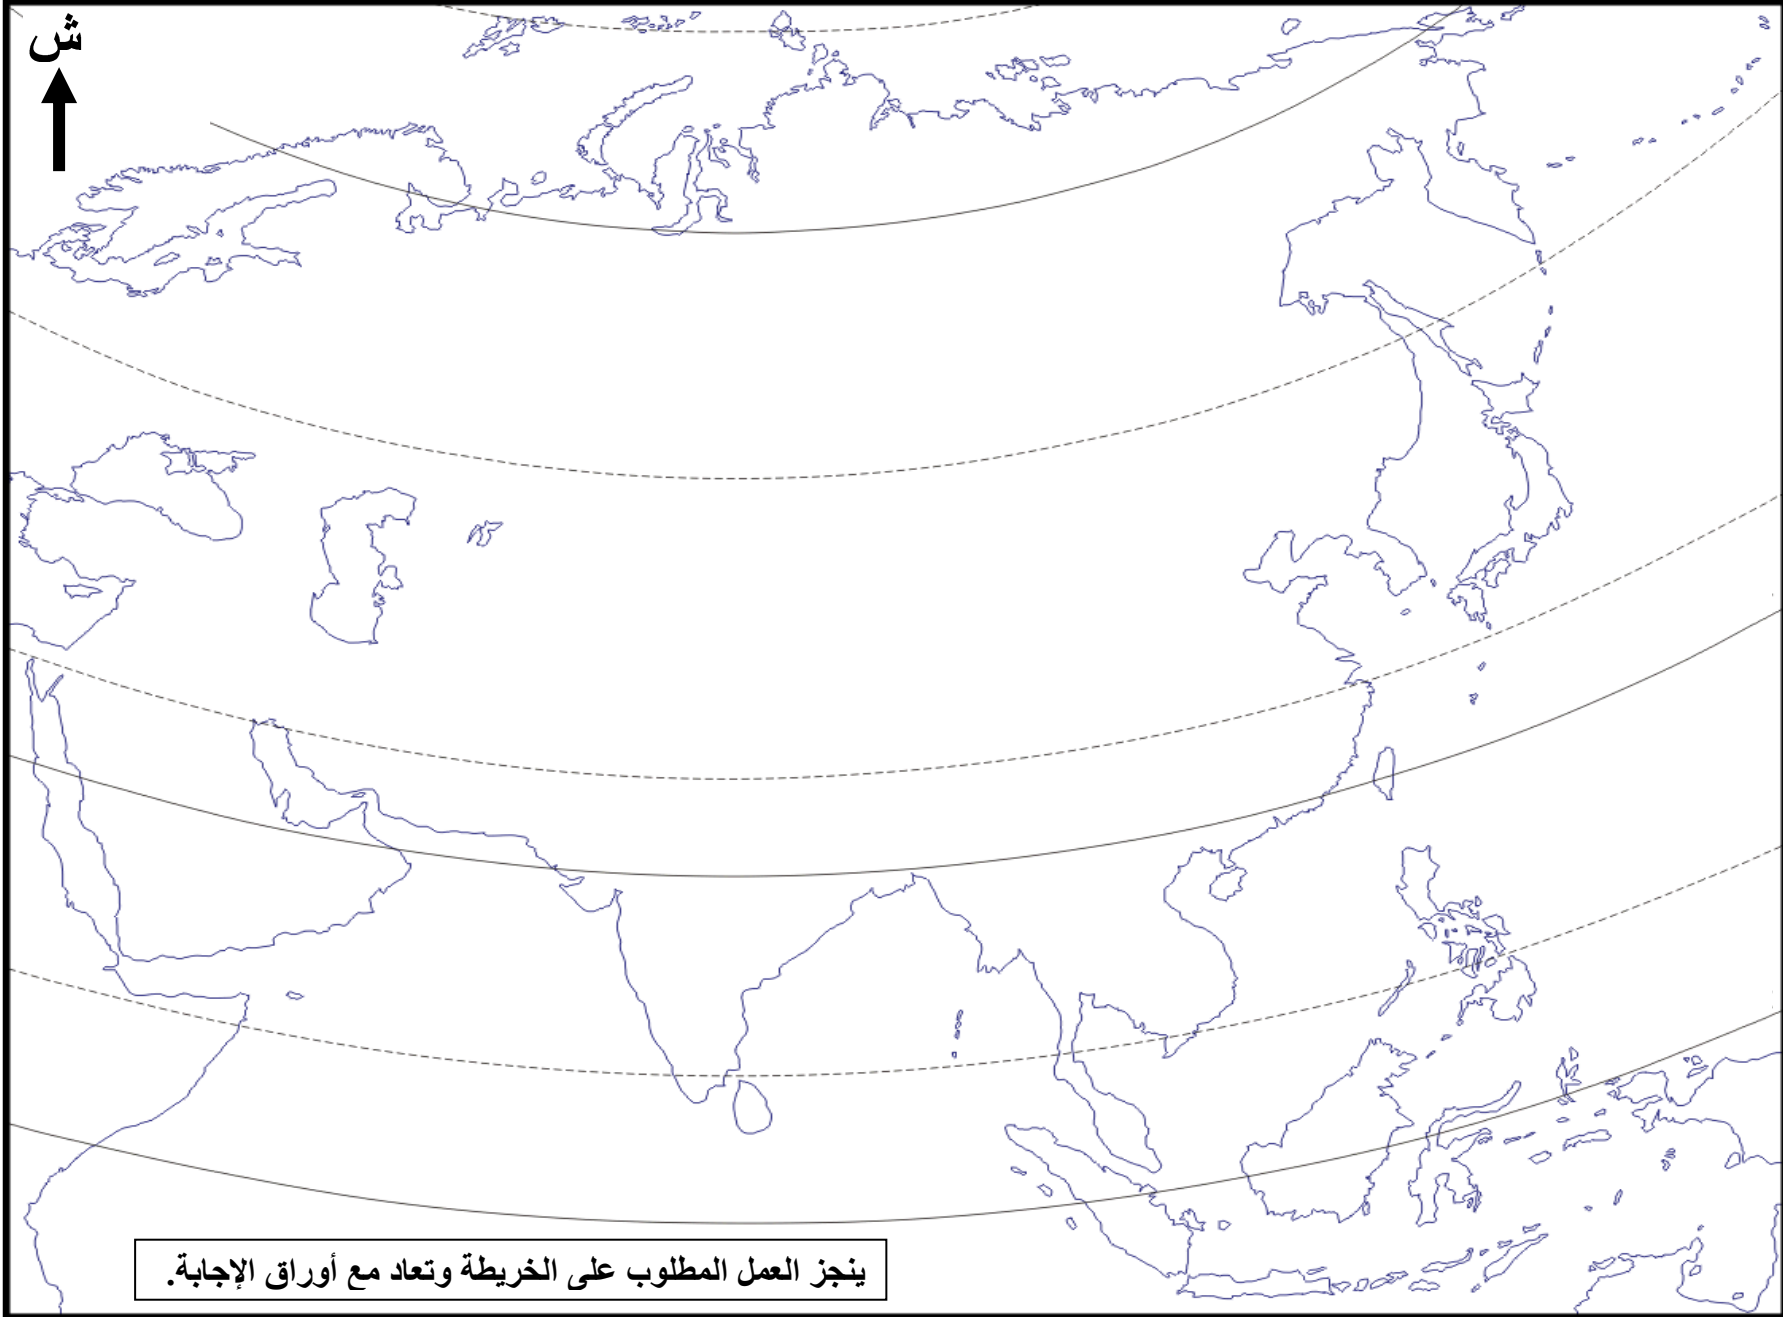 ش
ينجز العمل المطلوب على الخريطة وتعاد مع أوراق الإجابة.